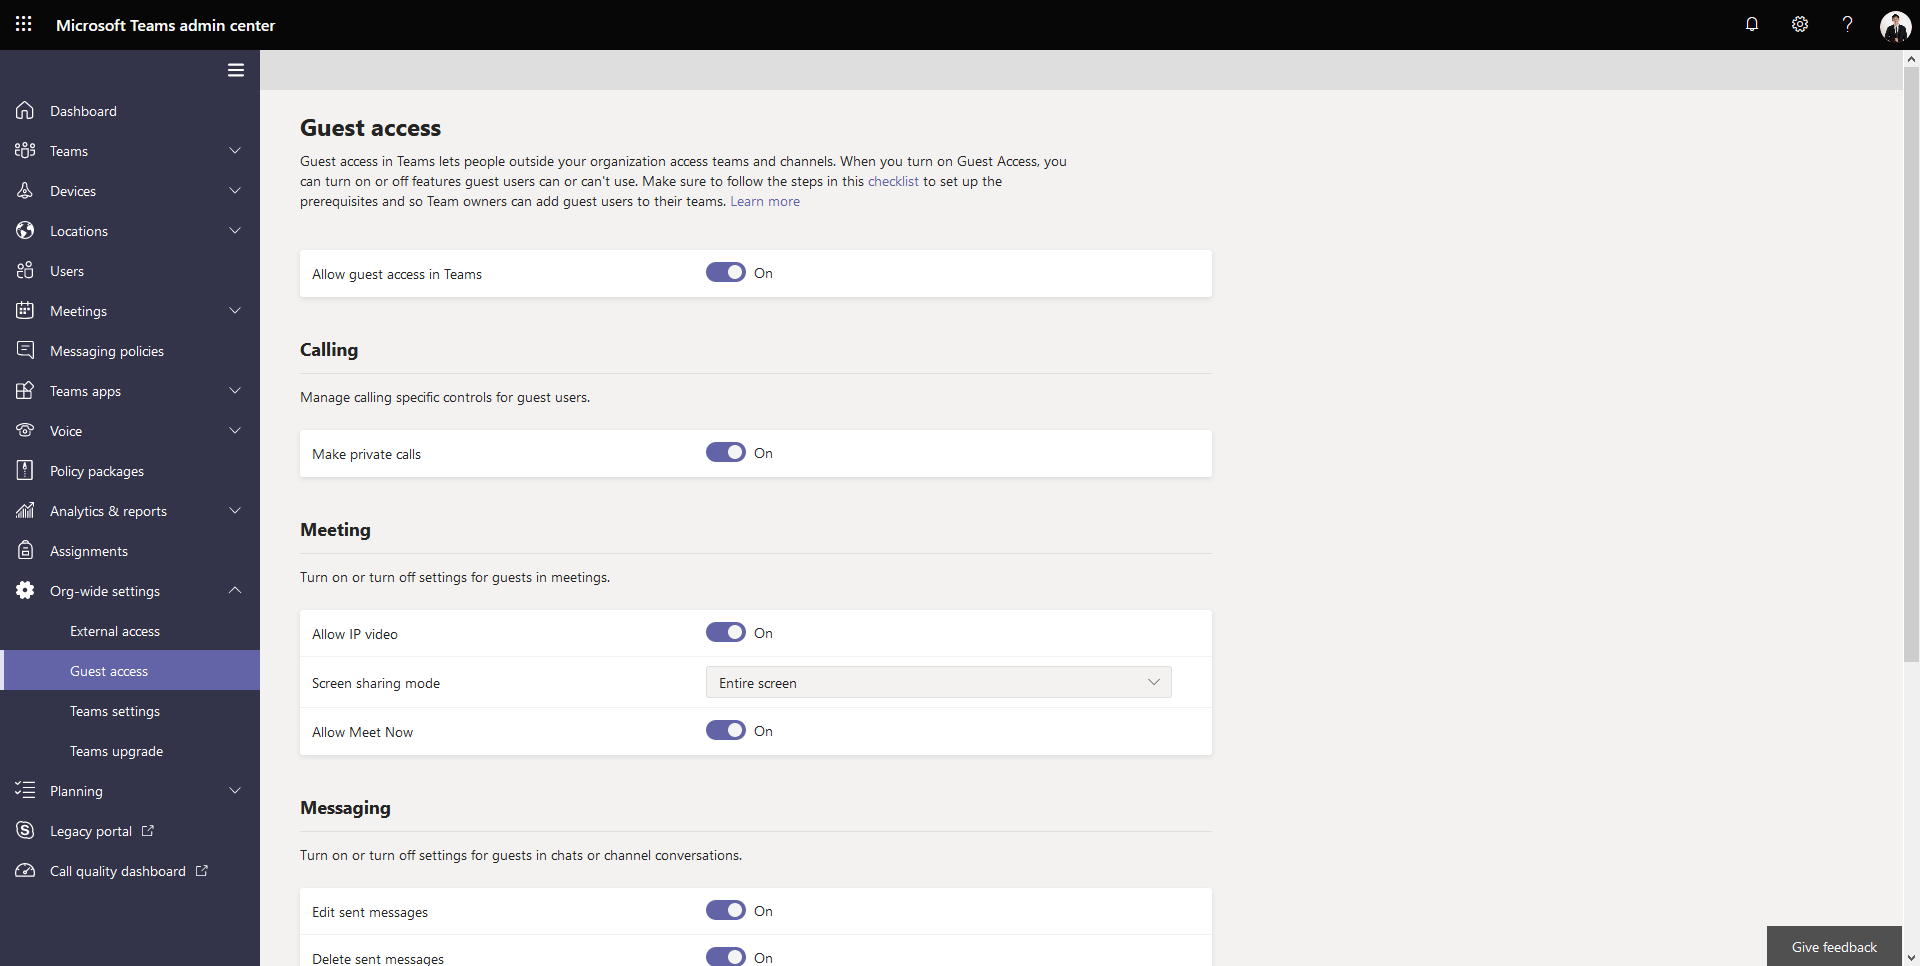 Microsoft Teams admin center
?
Dashboard
Teams
Devices
Locations
Users
Meetings
Messaging policies
Teams apps
Voice
Policy packages
Analytics & reports
Assignments
Org-wide settings
External access
Guest access
Teams settings
Teams upgrade
Planning
Legacy portal
Call quality dashboard
Guest access
Guest access in Teams lets people outside your organization access teams and channels. When you turn on Guest Access, you
can turn on or off features guest users can or can't use. Make sure to follow the steps in this checklist to set up the
prerequisites and so Team owners can add guest users to their teams. Learn more
Allow guest access in Teams On
Calling
Manage calling specific controls for guest users.
Make private calls On
Meeting
Turn on or turn off settings for guests in meetings.
Allow IP video On
Screen sharing mode Entire screen
Allow Meet Now On
Messaging
Turn on or turn off settings for guests in chats or channel conversations.
Edit sent messages On
Delete sent messages On
Give feedback